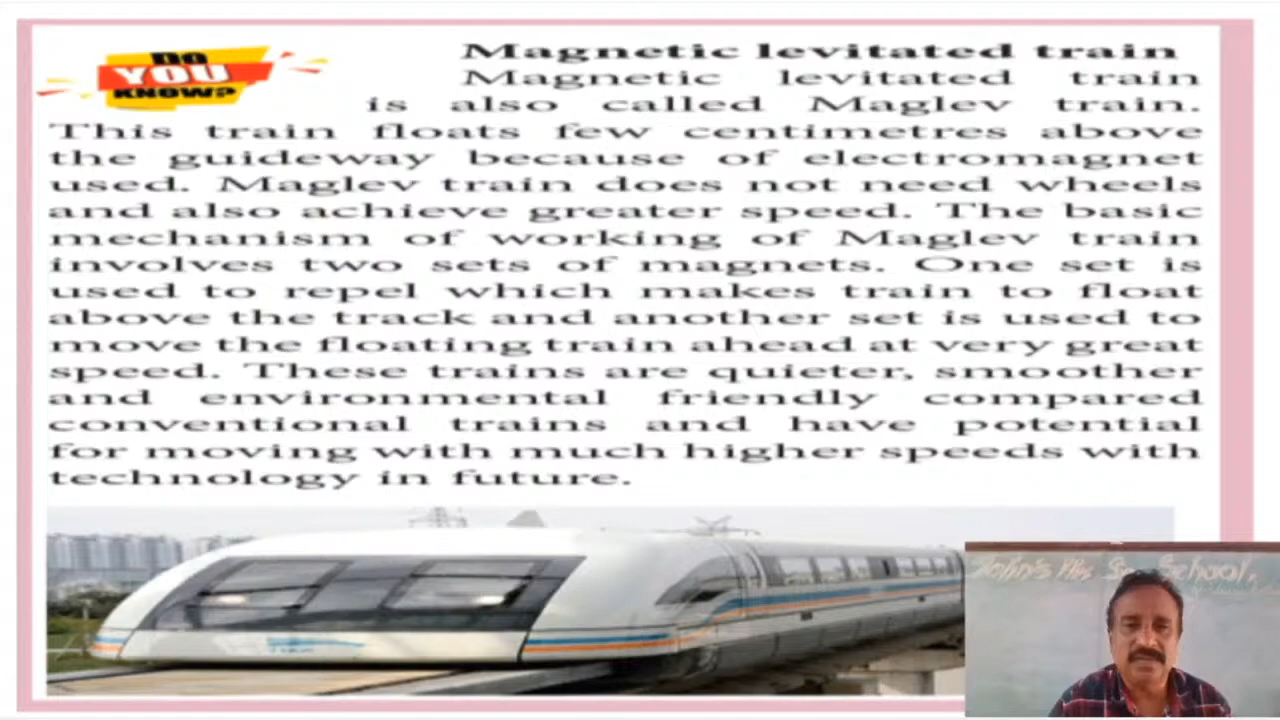 DO
YOU
KNOW?
Magnetic levitated train
Magnetic levitated train
is also called Maglev train.
This train floats few centimetres above
the guideway because of electromagnet
used. Maglev train does not need wheels
and also achieve greater speed. The basic
mechanism of working of Maglev train
involves two sets of magnets. One set is
used to repel which makes train to float
above the track and another set is used to
move the floating train ahead at very great
speed. These trains are quieter, smoother
and environmental friendly compared
conventional trains and have potential
for moving with much higher speeds with
technology in future.
John's Hr. Sec. School,